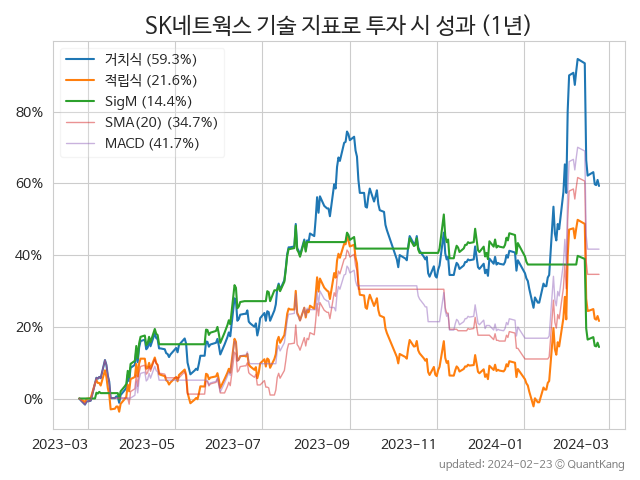 SK네트웍스 기술 지표로 투자 시 성과 (1년)
거치식 (59.3%)
적립식 (21.6%)
SigM (14.4%)
SMA(20) (34.7%)
MACD (41.7%)
80%
60%
40%
20%
0%
2023-03 2023-05 2023-07 2023-09 2023-11 2024-01 2024-03
updated: 2024-02-23 © QuantKang